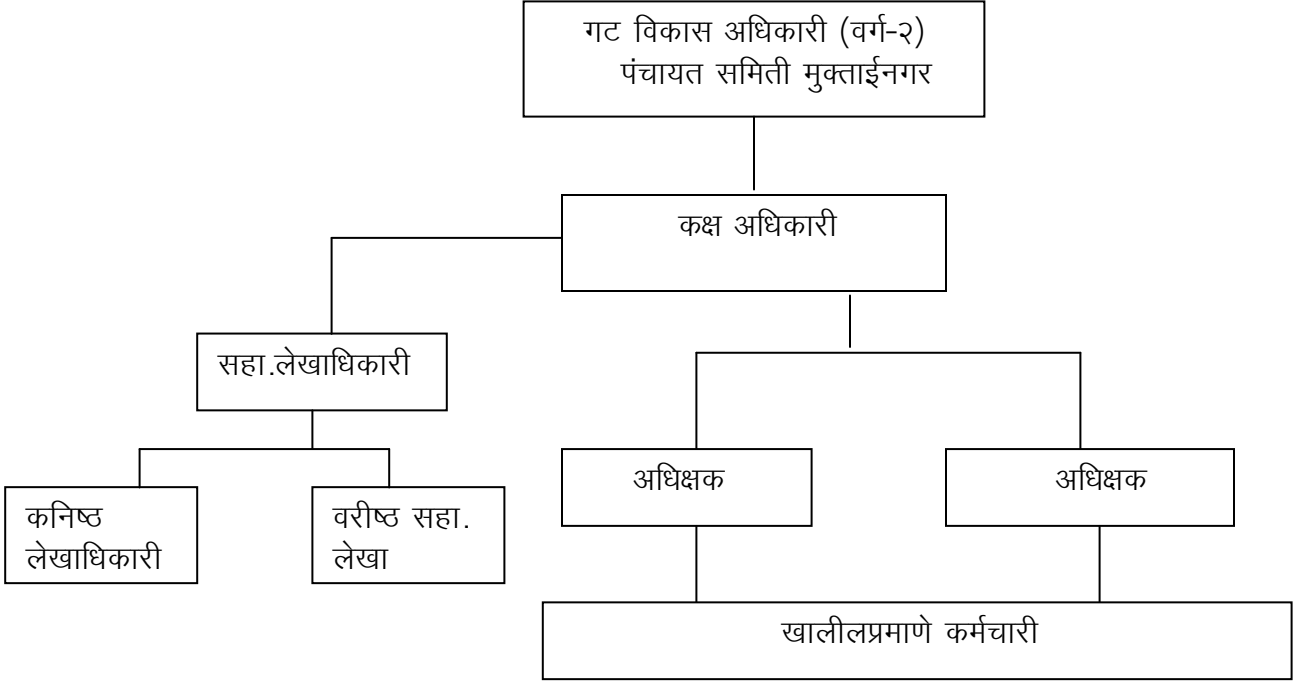 गट विकास अधिकारी (वर्ग-२)
पंचायत समिती मुक्ताईनगर
कक्ष अधिकारी
सहा.लेखाधिकारी
कनिष्ठ
लेखाधिकारी
वरीष्ठ सहा.
लेखा
अधिक्षक
अधिक्षक
खालीलप्रमाणे कर्मचारी